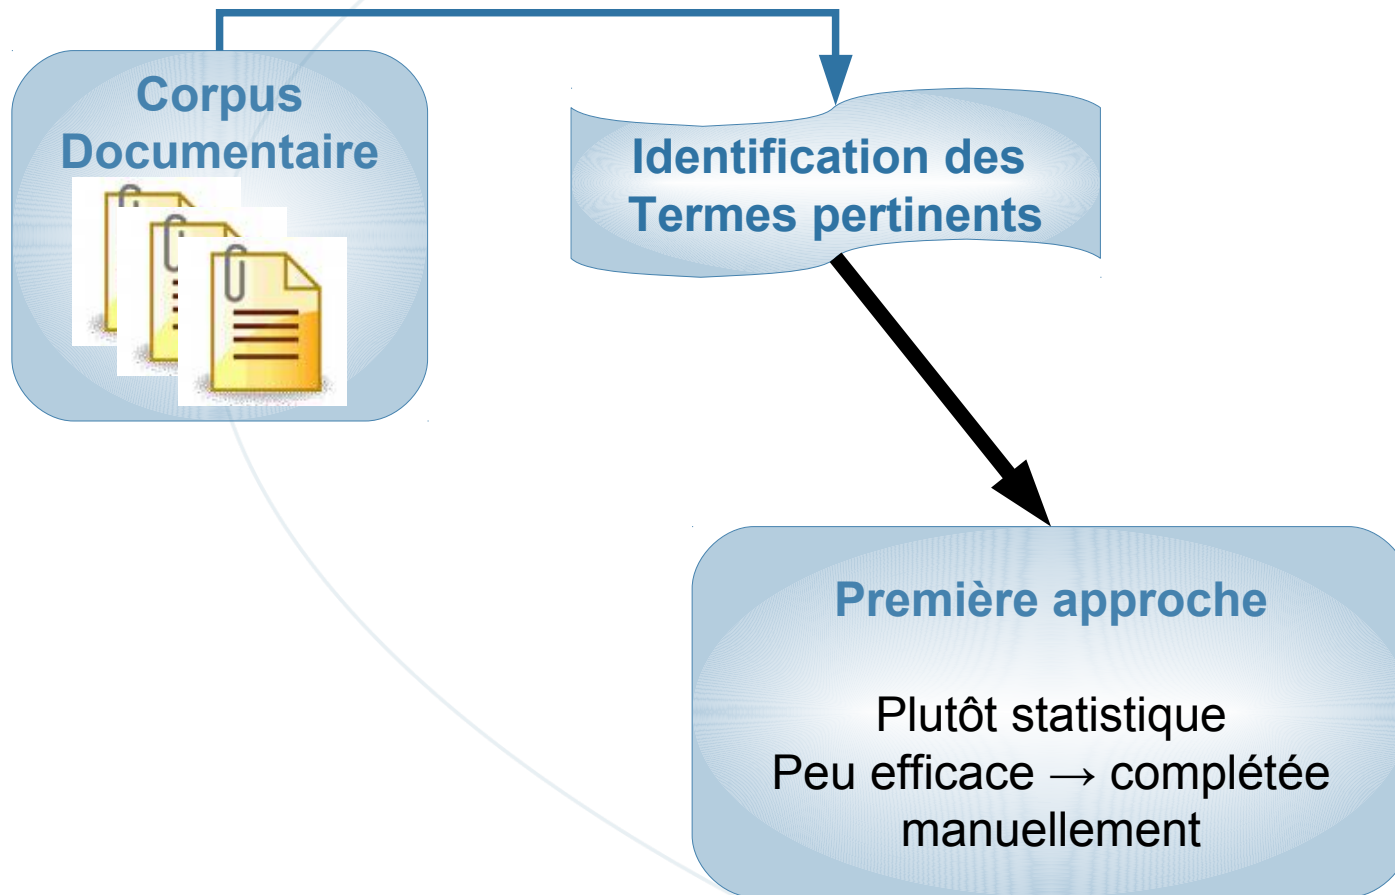 Corpus
Documentaire
Identification des
Termes pertinents
Première approche
Plutôt statistique
Peu efficace → complétée
manuellement